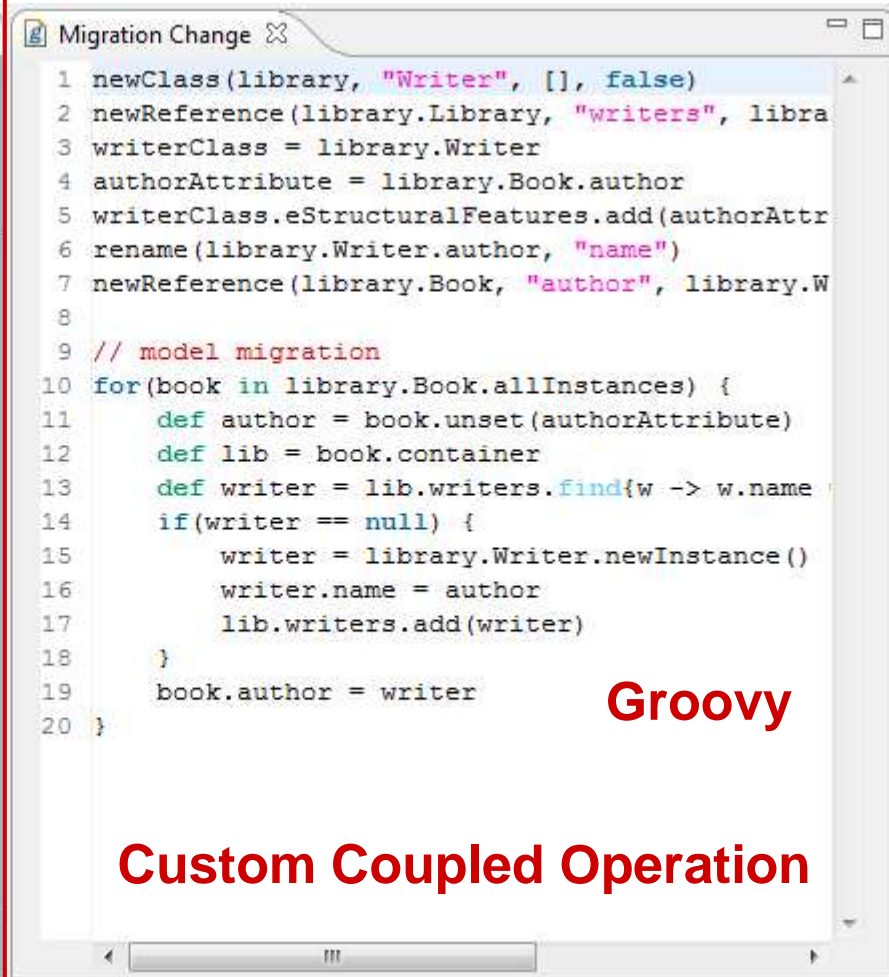 Migration Change
1 newClass(library, "Writer", [], false)
2 newReference(library.Library, "writers", libra
3 writerClass = library.Writer
4 authorAttribute = library.Book.author
5 writerClass.eStructuralFeatures.add(authorAttr
6 rename(library.Writer.author, "name")
7 newReference(library.Book, "author", library.W
8
9 // model migration
10 for(book in library.Book.allInstances) {
11     def author = book.unset(authorAttribute)
12     def lib = book.container
13     def writer = lib.writers.find{w -> w.name
14     if(writer == null) {
15         writer = library.Writer.newInstance()
16         writer.name = author
17         lib.writers.add(writer)
18     }
19     book.author = writer
20 }
Groovy
Custom Coupled Operation